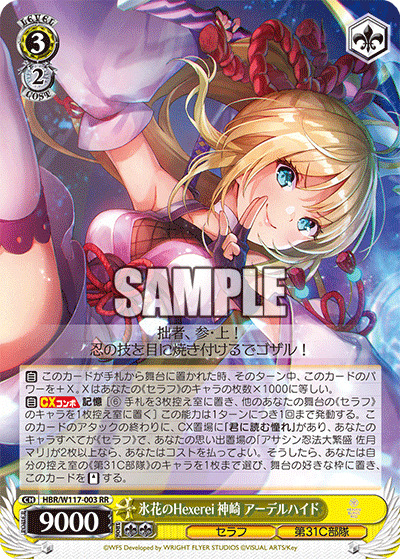 LEVEL
3
2
COST
SAMPLE
拙者、参・上！
忍の技を目に焼き付けるでゴザル！
このカードが手札から舞台に置かれた時、そのターン中、このカードのパワーを＋X。Xはあなたの《セラフ》のキャラの枚数×1000に等しい。
CXコンボ 記憶 ［⑥ 手札を3枚控え室に置き、他のあなたの舞台の《セラフ》のキャラを1枚控え室に置く］ この能力は1ターンにつき1回まで発動する。このカードのアタックの終わりに、CX置場に「君に読む憧れ」があり、あなたのキャラすべてが《セラフ》で、あなたの思い出置場の「アサシン忍法大繁盛 佐月マリ」が2枚以上なら、あなたはコストを払ってよい。そうしたら、あなたは自分の控え室の《第31C部隊》のキャラを1枚まで選び、舞台の好きな枠に置き、このカードを
CH HBR/W117-003 RR
氷花のHexerei 神崎 アーデルハイド
POWER
9000
SOUL
セラフ
第31C部隊
©WFS Developed by WRIGHT FLYER STUDIOS ©VISUAL ARTS/Key